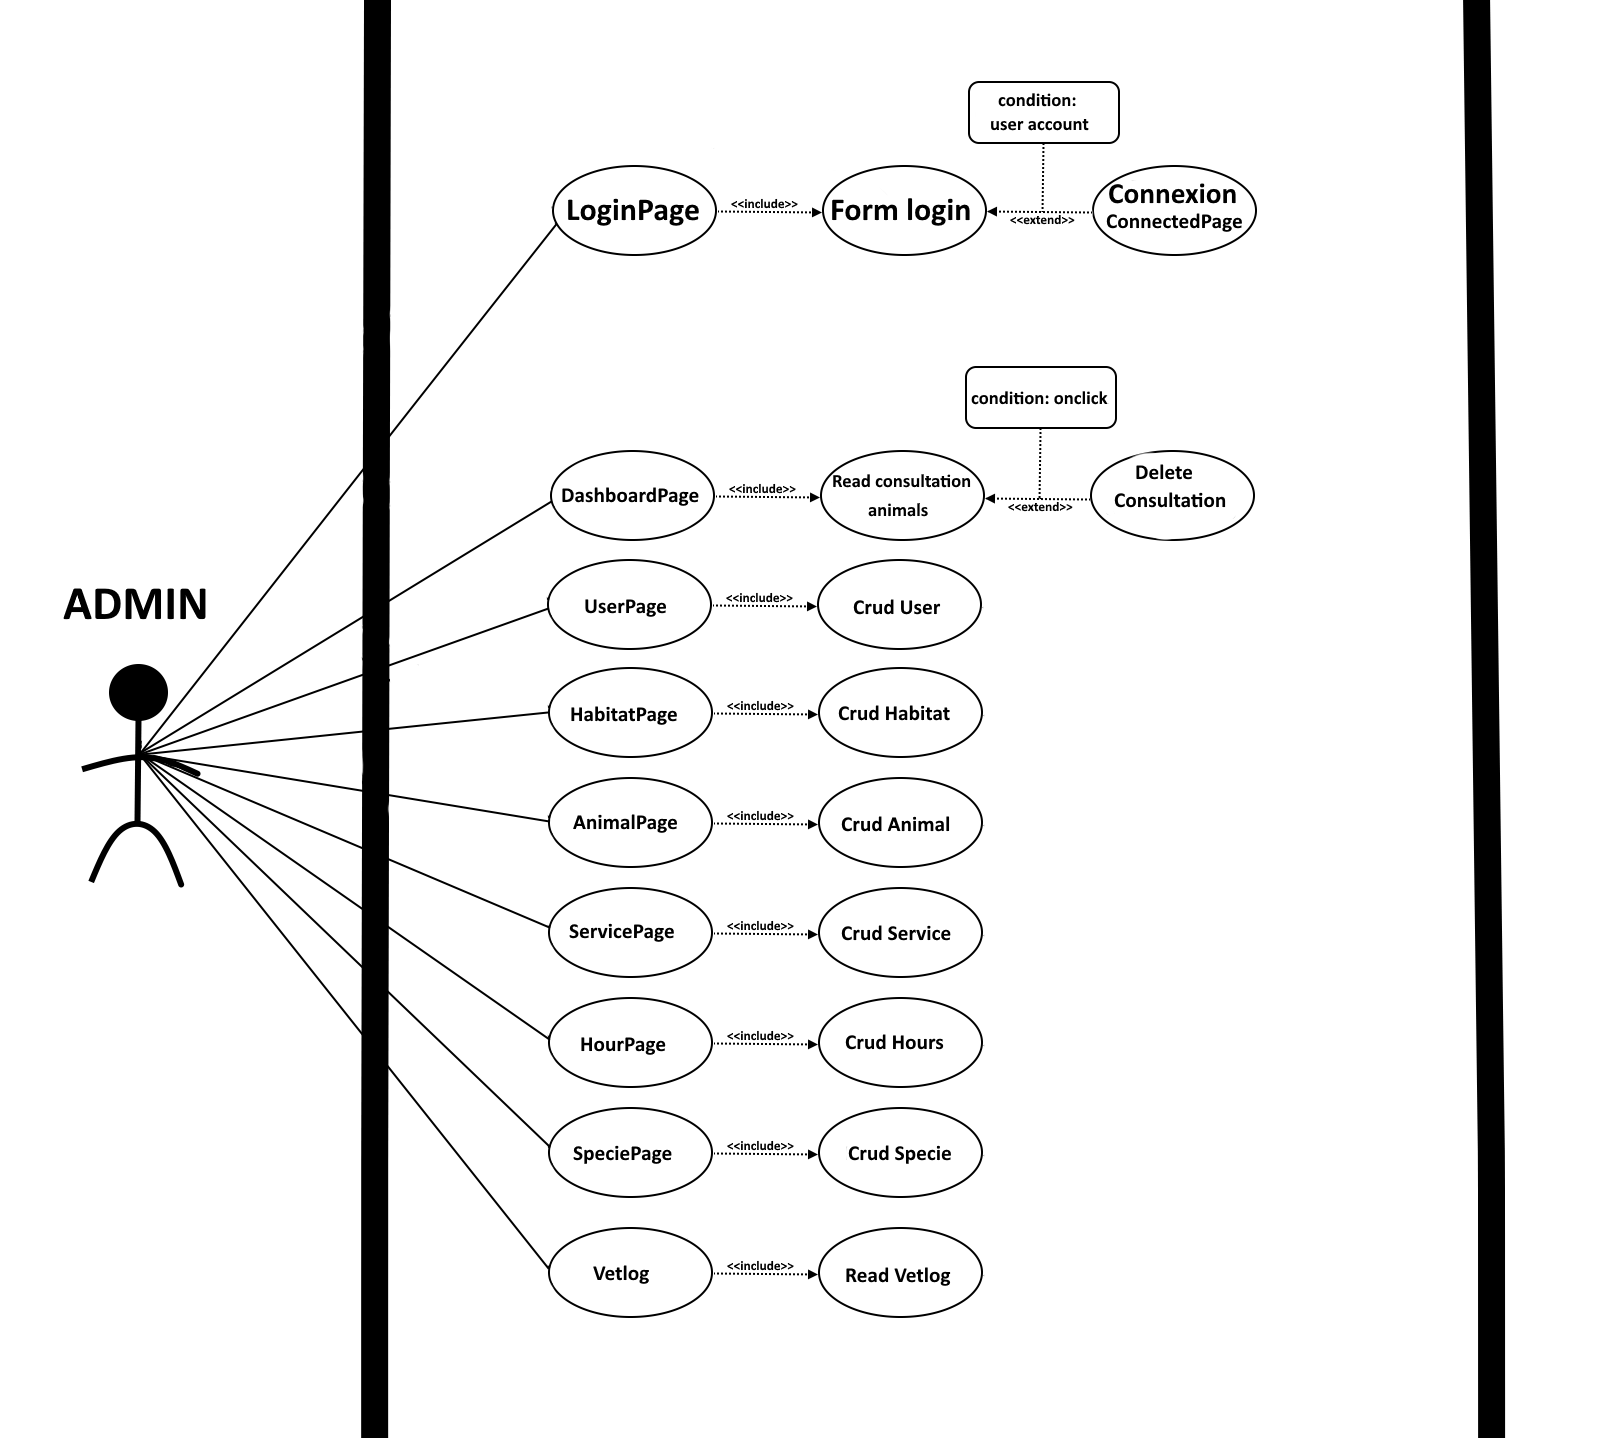 condition:
user account
LoginPage
<<include>>
Form login
<<extend>>
Connexion
ConnectedPage
condition: onclick
DashboardPage
<<include>>
Read consultation
animals
<<extend>>
Delete
Consultation
ADMIN
UserPage
<<include>>
Crud User
HabitatPage
<<include>>
Crud Habitat
AnimalPage
<<include>>
Crud Animal
ServicePage
<<include>>
Crud Service
HourPage
<<include>>
Crud Hours
SpeciePage
<<include>>
Crud Specie
Vetlog
<<include>>
Read Vetlog